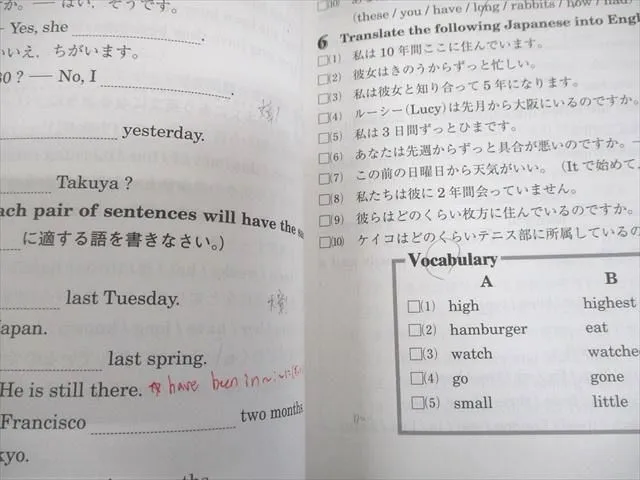 か。— はい, そうです。
— Yes, she
いいえ, ちがいます。
? — No, I
yesterday.
Takuya ?
ach pair of sentences will have the
に適する語を書きなさい。)
last Tuesday.
Japan.
last spring.
He is still there. have been in
Francisco two months
kyo.
(these / you / have / long / rabbits / how / had
6 Translate the following Japanese into
(1) 私は 10 年間ここに住んでいます。
(2) 彼女はきのうからずっと忙しい。
(3) 私は彼女と知り合って 5 年になります。
(4) ルーシー(Lucy)は先月から大阪にいるのですか。
(5) 私は 3 日間ずっとひまです。
(6) あなたは先週からずっと具合が悪いのですか。—
(7) この前の日曜日から天気がいい。(It で始めて,
(8) 私たちは彼に 2 年間会っていません。
(9) 彼らはどのくらい枚方に住んでいるのですか。
(10) ケイコはどのくらいテニス部に所属しているの
Vocabulary
A B
(1) high highest
(2) hamburger eat
(3) watch watche
(4) go gone
(5) small little